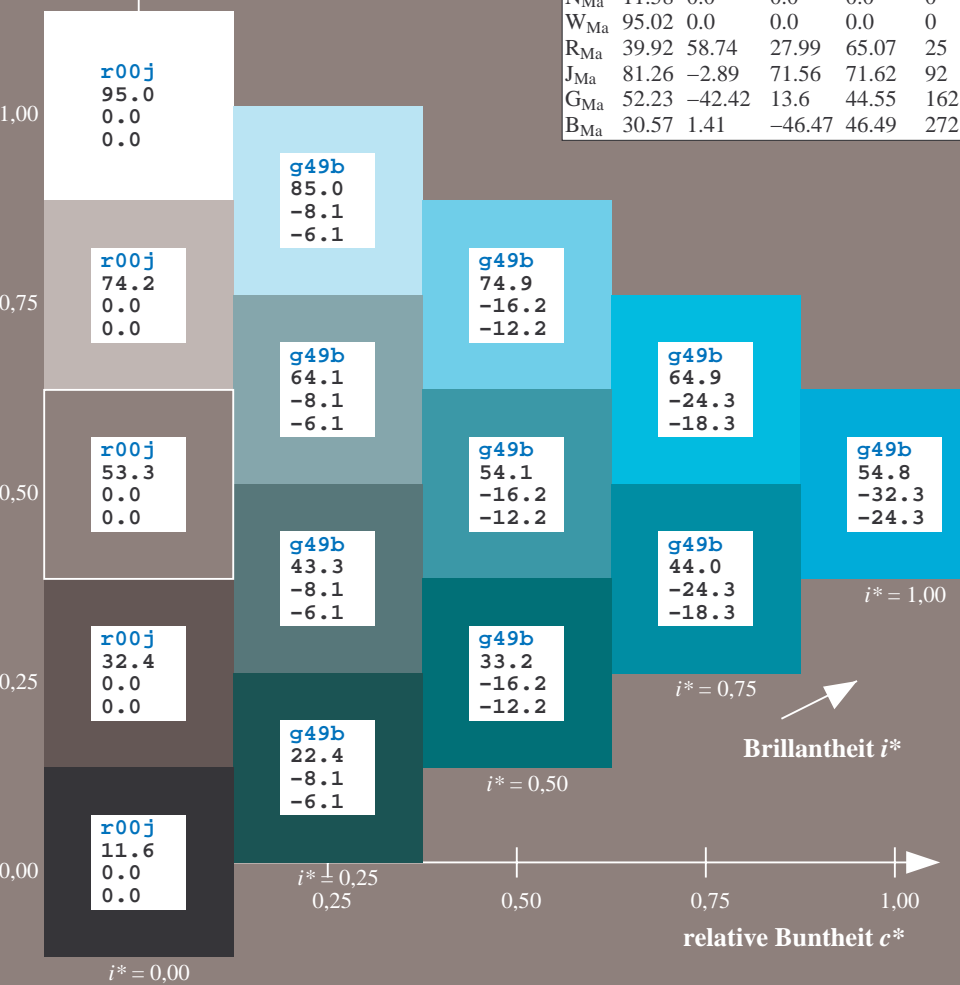 W_Ma 95.02 0.0 0.0 0.0 0
R_Ma 39.92 58.74 27.99 65.07 25
J_Ma 81.26 –2.89 71.56 71.62 92
G_Ma 52.23 –42.42 13.6 44.55 162
B_Ma 30.57 1.41 –46.47 46.49 272
r00j
95.0
0.0
0.0
1,00
g49b
85.0
-8.1
-6.1
r00j
74.2
0.0
0.0
0,75
g49b
74.9
-16.2
-12.2
g49b
64.1
-8.1
-6.1
g49b
64.9
-24.3
-18.3
r00j
53.3
0.0
0.0
0,50
g49b
54.1
-16.2
-12.2
g49b
54.8
-32.3
-24.3
g49b
43.3
-8.1
-6.1
g49b
44.0
-24.3
-18.3
i* = 1,00
r00j
32.4
0.0
0.0
0,25
g49b
33.2
-16.2
-12.2
i* = 0,75
g49b
22.4
-8.1
-6.1
Brillantheit i*
i* = 0,50
r00j
11.6
0.0
0.0
0,00
i* = 0,25
0,25 0,50 0,75 1,00
relative Buntheit c*
i* = 0,00